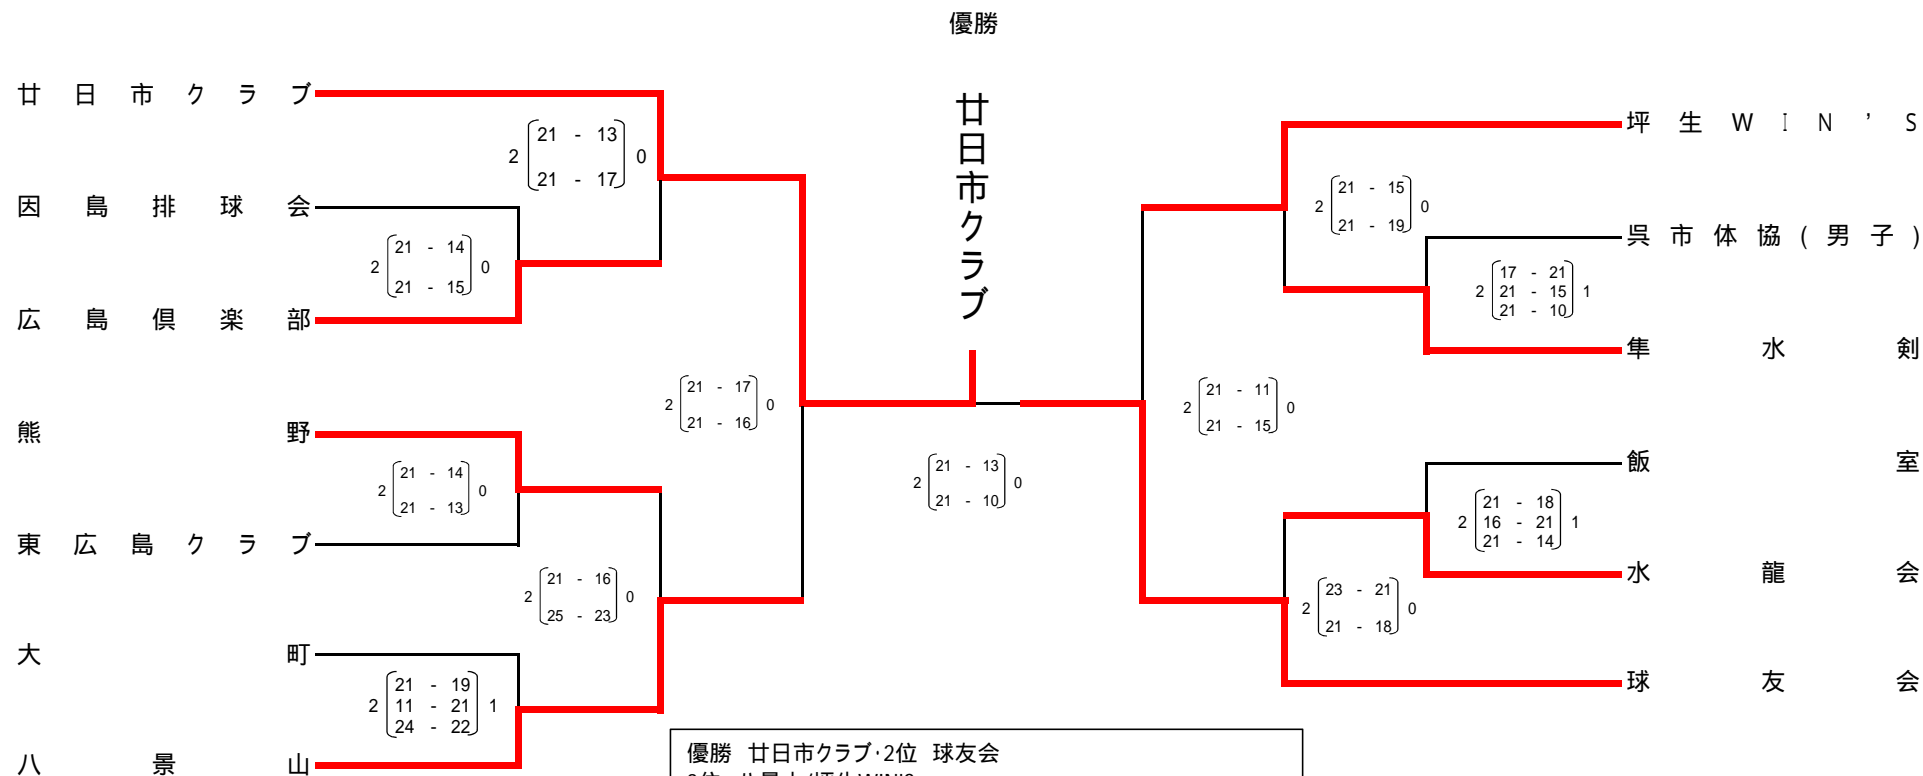 優勝
廿日市クラブ
廿日市クラブ
2 21 - 13 0
21 - 17
因島排球会
2 21 - 14 0
21 - 15
広島倶楽部
2 21 - 17 0
21 - 16
熊野
2 21 - 14 0
21 - 13
東広島クラブ
2 21 - 16 0
25 - 23
大町
2 21 - 19 1
11 - 21
24 - 22
八景山
2 21 - 13 0
21 - 10
坪生WIN'S
2 21 - 15 0
21 - 19
呉市体協(男子)
2 17 - 21 1
21 - 15
21 - 10
隼水剣
2 21 - 11 0
21 - 15
飯室
2 21 - 18 1
16 - 21
21 - 14
水龍会
2 23 - 21 0
21 - 18
球友会
優勝 廿日市クラブ・2位 球友会